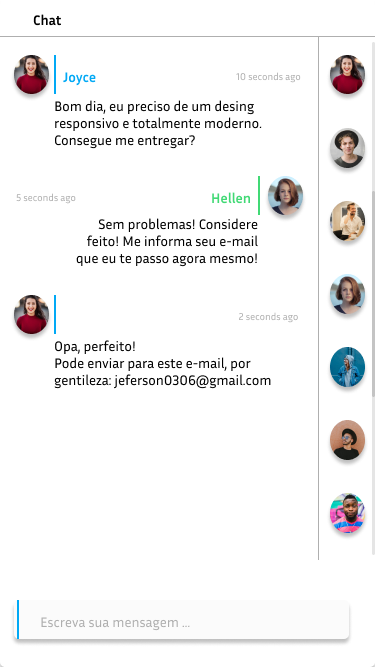 Chat
Joyce
10 seconds ago
Bom dia, eu preciso de um desing
responsivo e totalmente moderno.
Consegue me entregar?
5 seconds ago
Hellen
Sem problemas! Considere
feito! Me informa seu e-mail
que eu te passo agora mesmo!
2 seconds ago
Opa, perfeito!
Pode enviar para este e-mail, por
gentileza: jeferson0306@gmail.com
Escreva sua mensagem ...